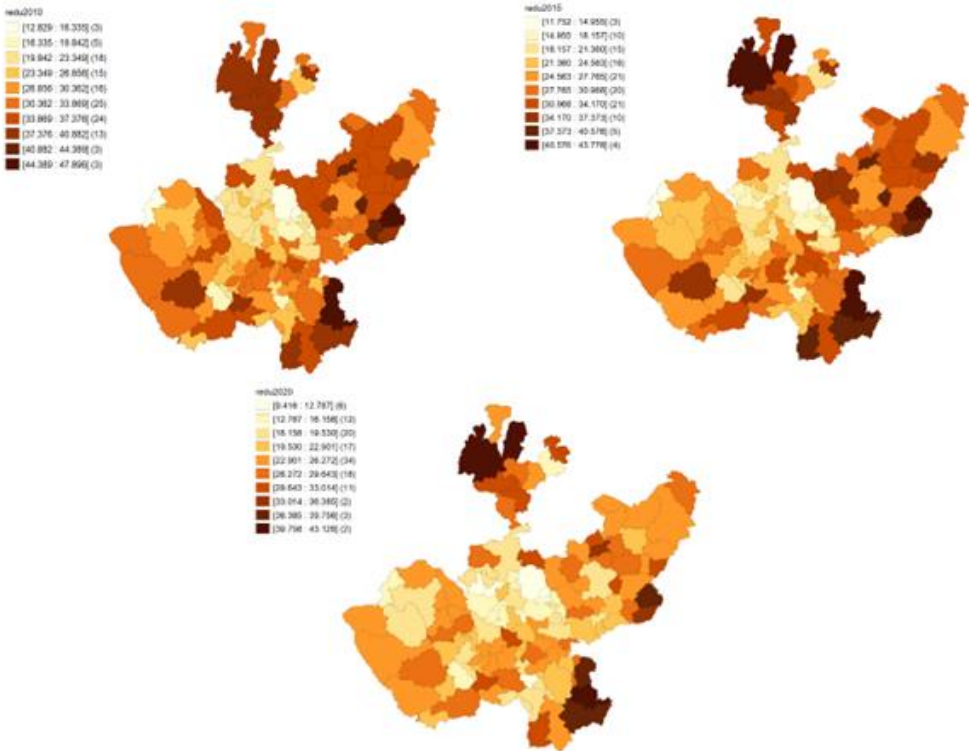 redu2010
[12.829 : 16.335] (3)
[16.335 : 19.842] (5)
[19.842 : 23.349] (18)
[23.349 : 26.856] (15)
[26.856 : 30.362] (16)
[30.362 : 33.869] (25)
[33.869 : 37.376] (24)
[37.376 : 40.882] (13)
[40.882 : 44.389] (3)
[44.389 : 47.896] (3)
redu2015
[11.752 : 14.955] (3)
[14.955 : 18.157] (10)
[18.157 : 21.360] (15)
[21.360 : 24.563] (16)
[24.563 : 27.765] (21)
[27.765 : 30.968] (20)
[30.968 : 34.170] (21)
[34.170 : 37.373] (10)
[37.373 : 40.576] (5)
[40.576 : 43.778] (4)
redu2020
[9.416 : 12.787] (6)
[12.787 : 16.158] (12)
[16.158 : 19.530] (20)
[19.530 : 22.901] (17)
[22.901 : 26.272] (34)
[26.272 : 29.643] (18)
[29.643 : 33.014] (11)
[33.014 : 36.385] (2)
[36.385 : 39.756]
[39.756 : 43.128] (2)